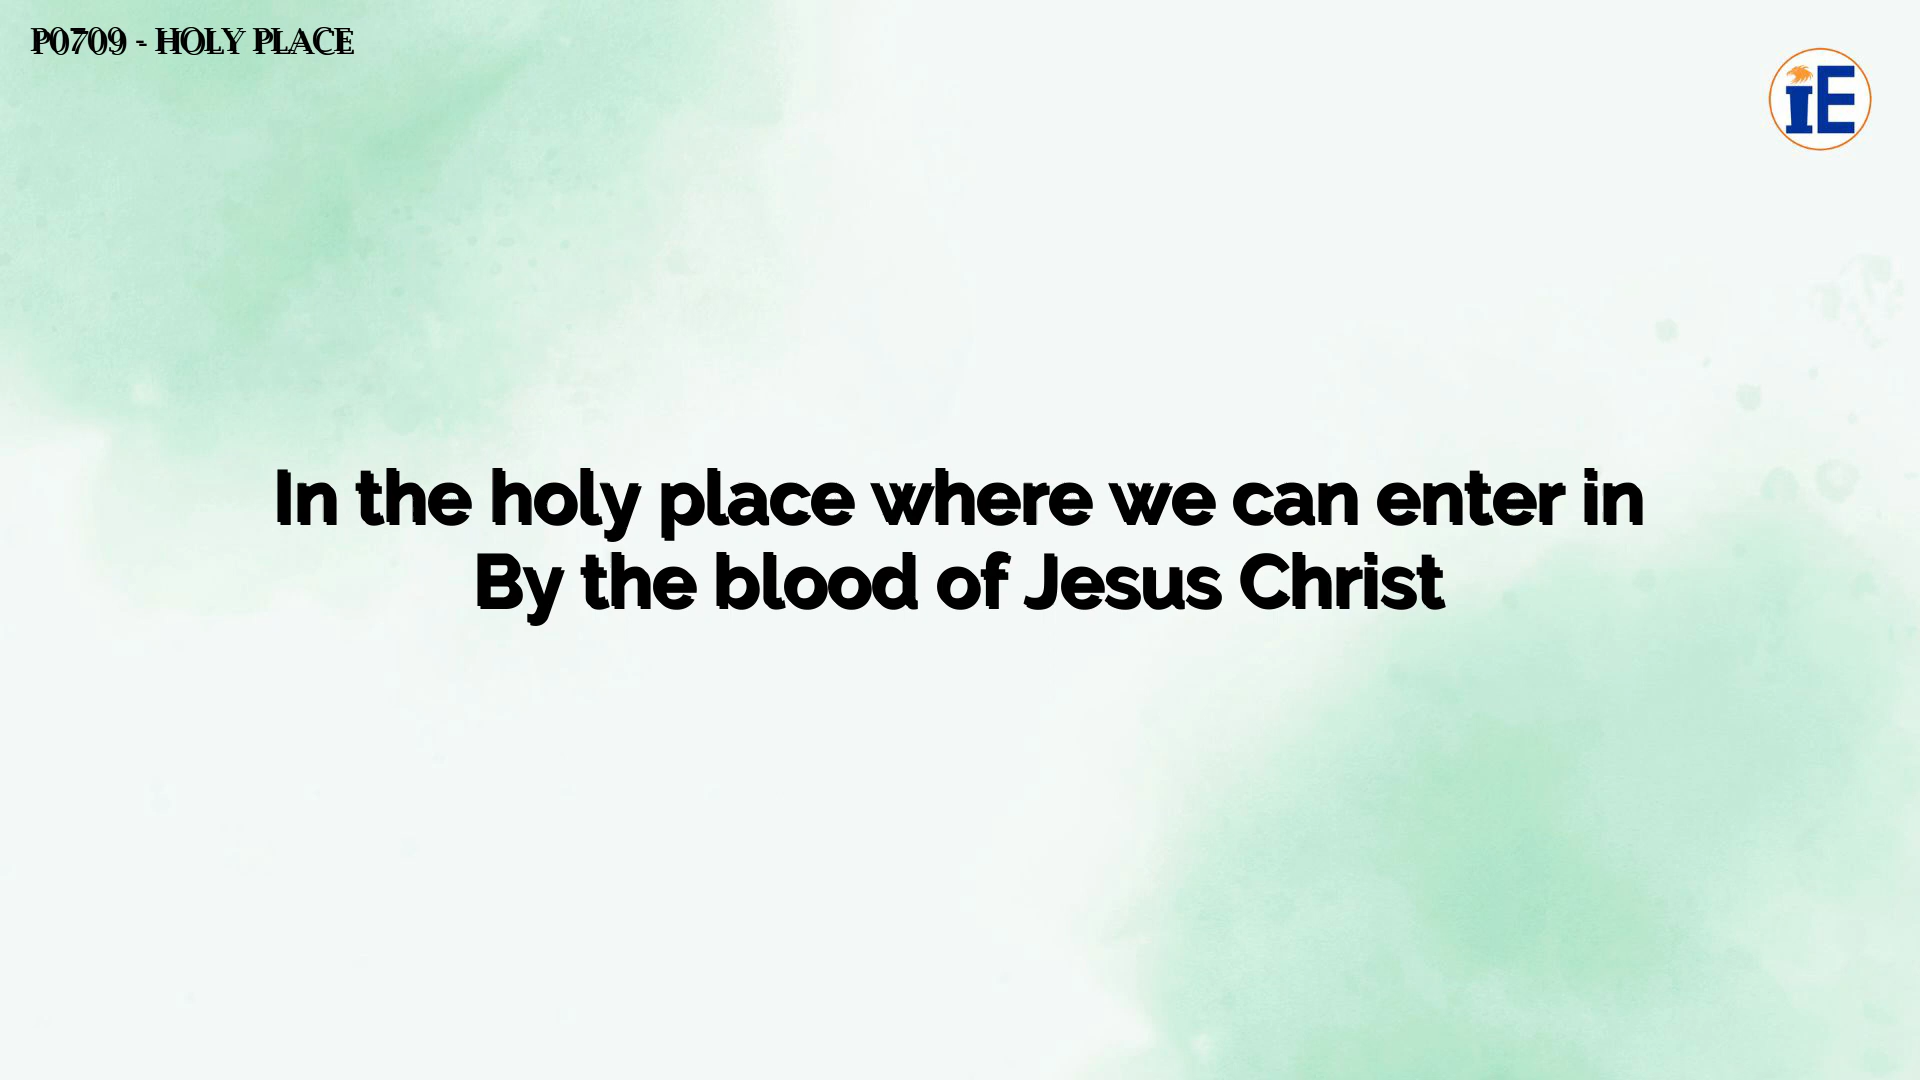 P0709 - HOLY PLACE
iE
In the holy place where we can enter in
By the blood of Jesus Christ